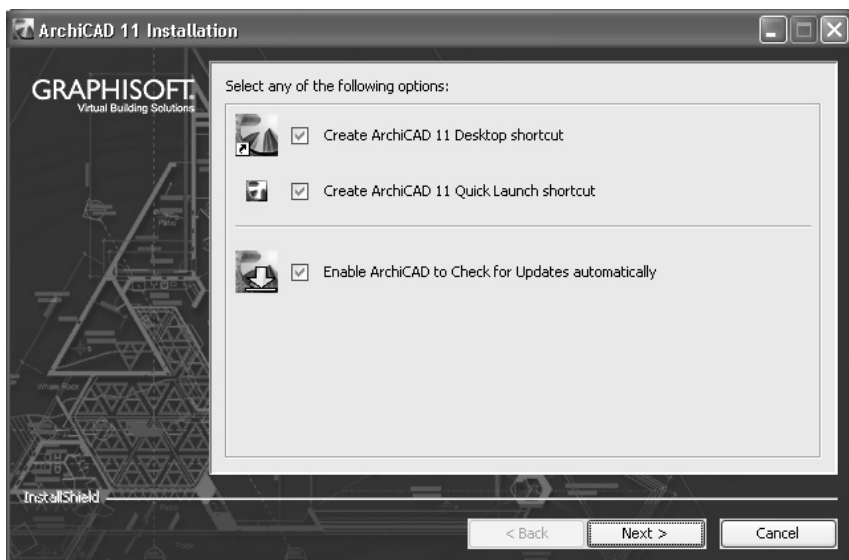 ArchiCAD 11 Installation
GRAPHISOFT.
Virtual Building Solutions
Select any of the following options:
Create ArchiCAD 11 Desktop shortcut
Create ArchiCAD 11 Quick Launch shortcut
Enable ArchiCAD to Check for Updates automatically
Patio
InstallShield
< Back
Next >
Cancel